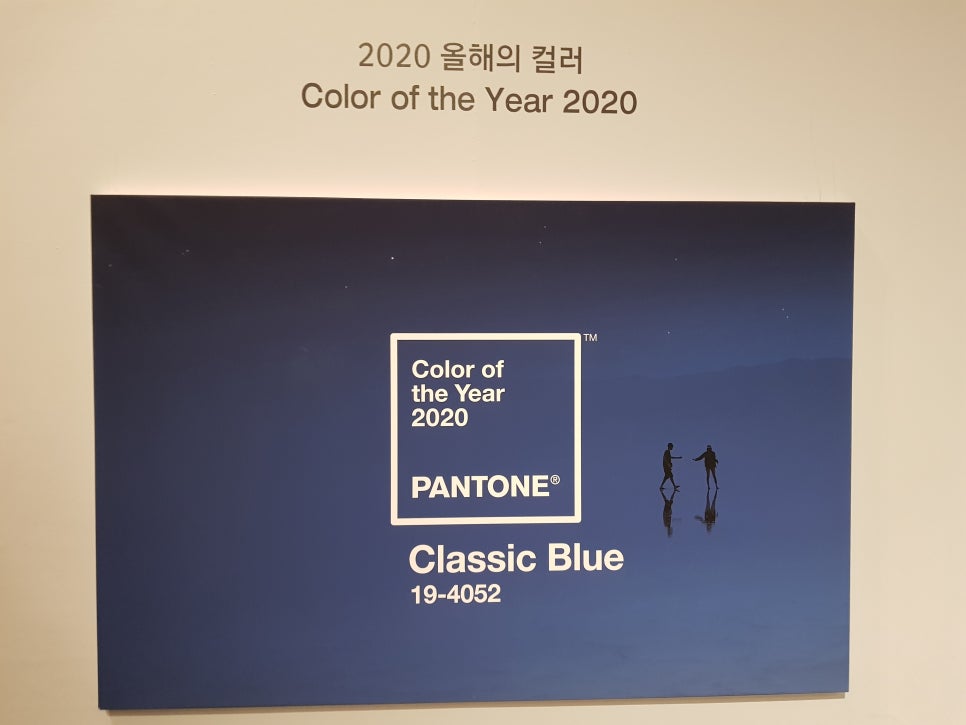 2020 올해의 컬러
Color of the Year 2020
Color of
the Year
2020
PANTONE®
™
Classic Blue
19-4052